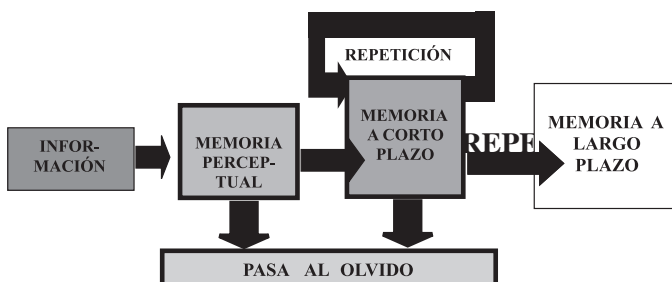 REPETICIÓN
INFOR-
MACIÓN
MEMORIA
PERCEP-
TUAL
MEMORIA
A CORTO
PLAZO
REPE
MEMORIA A
LARGO
PLAZO
PASA AL OLVIDO